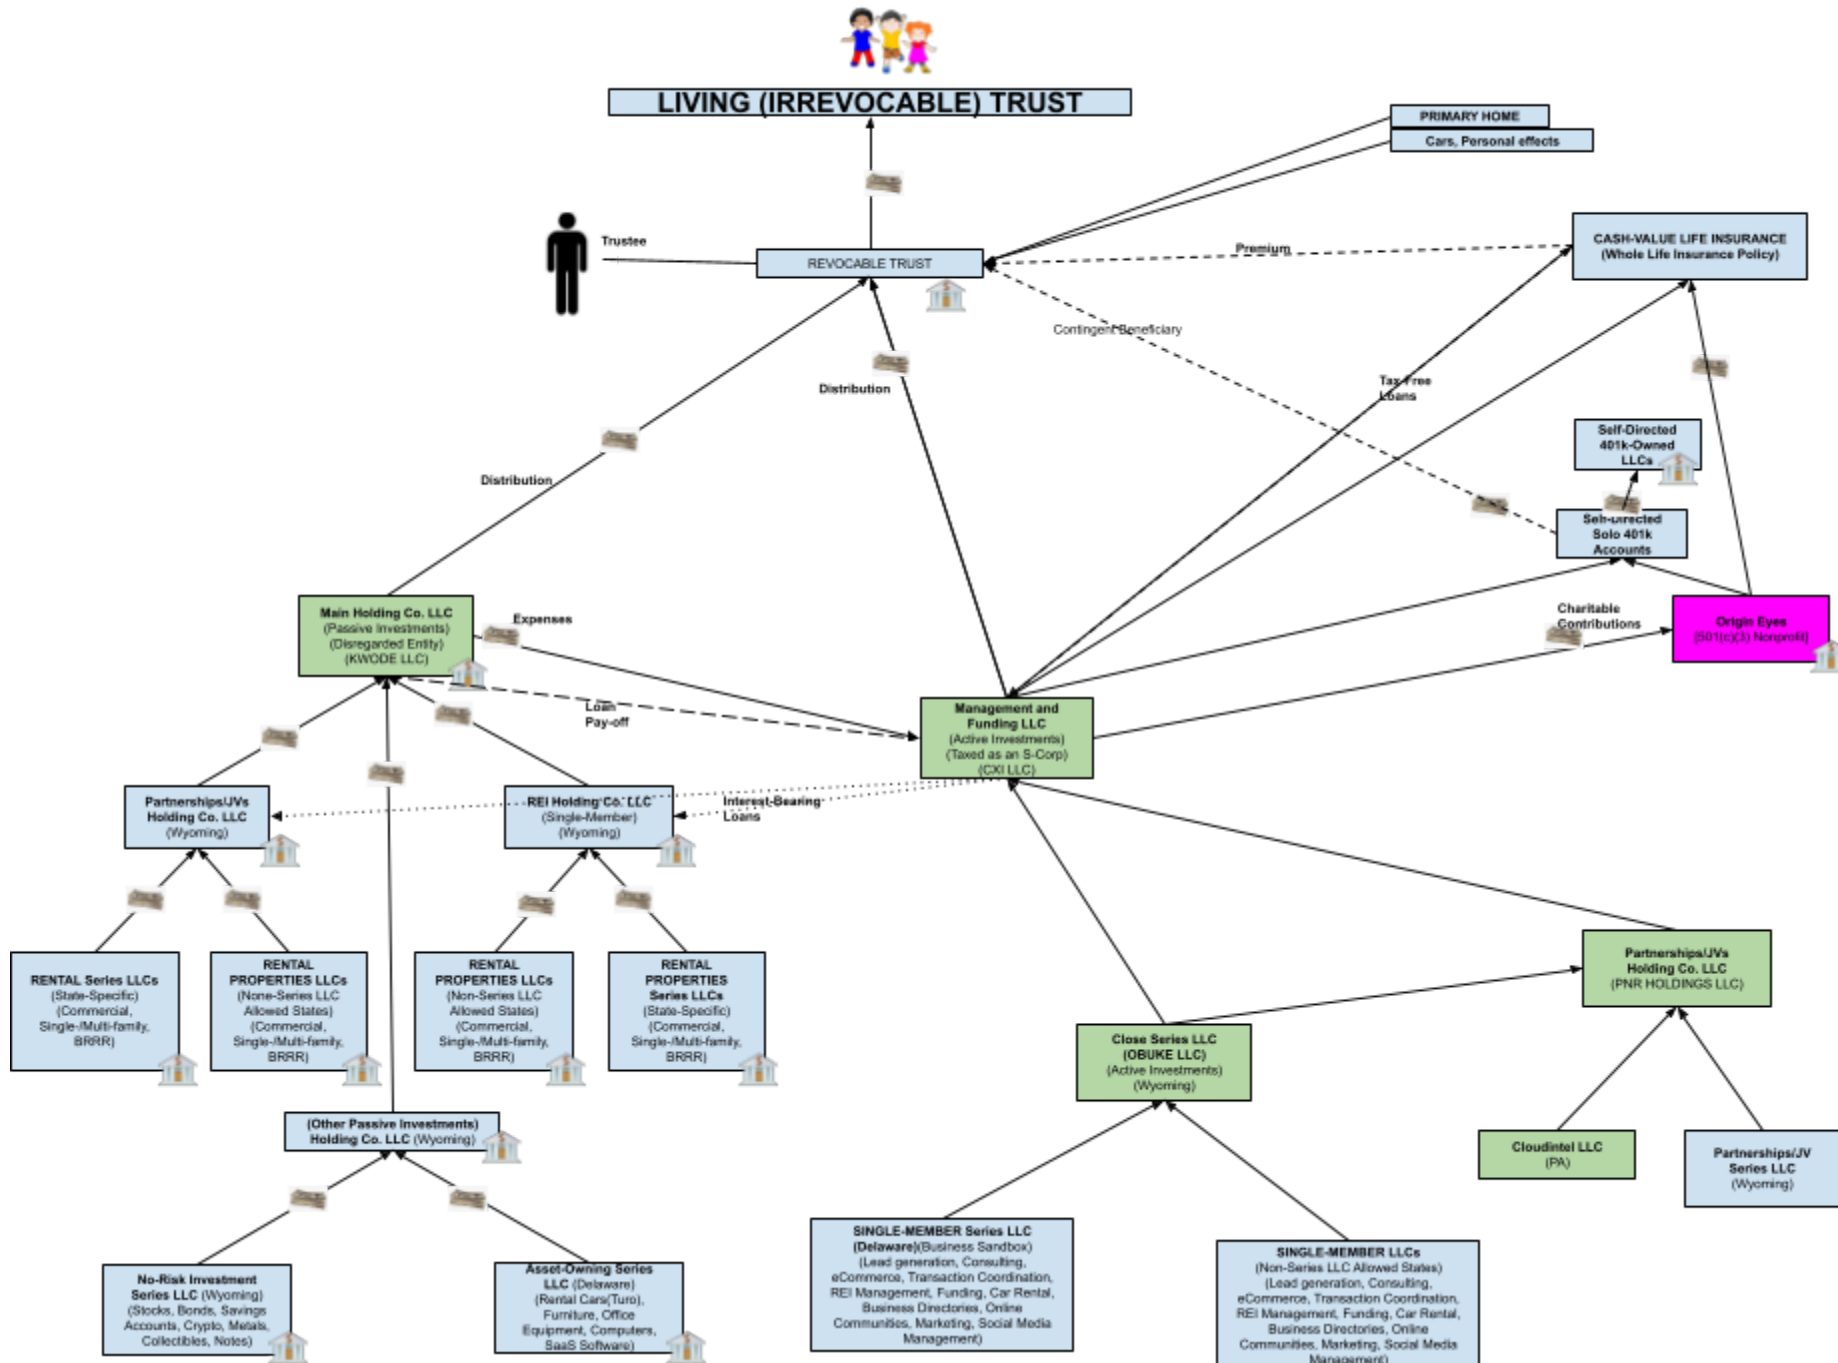 LIVING (IRREVOCABLE) TRUST
PRIMARY HOME
Cars, Personal effects
Trustee
REVOCABLE TRUST
Premium
CASH-VALUE LIFE INSURANCE
(Whole Life Insurance Policy)
Contingent Beneficiary
Distribution
Tax-Free
Loans
Self-Directed
401k-Owned
LLCs
Distribution
Self-Directed
Solo 401k
Accounts
Main Holding Co. LLC
(Passive Investments)
(Disregarded Entity)
(KWODE LLC)
Expenses
Charitable
Contributions
Origin Eyes
[501(c)(3) Nonprofit]
Loan
Pay-off
Management and
Funding LLC
(Active Investments)
(Taxed as an S-Corp)
(CXI LLC)
Partnerships/JVs
Holding Co. LLC
(Wyoming)
REI Holding Co. LLC
(Single-Member)
(Wyoming)
Interest-Bearing
Loans
RENTAL Series LLCs
(State-Specific)
(Commercial,
Single-/Multi-family,
BRRR)
RENTAL
PROPERTIES LLCs
(None-Series LLC
Allowed States)
(Commercial,
Single-/Multi-family,
BRRR)
RENTAL
PROPERTIES LLCs
(Non-Series LLC
Allowed States)
(Commercial,
Single-/Multi-family,
BRRR)
RENTAL
PROPERTIES
Series LLCs
(State-Specific)
(Commercial,
Single-/Multi-family,
BRRR)
Partnerships/JVs
Holding Co. LLC
(PNR HOLDINGS LLC)
Close Series LLC
(OBUKE LLC)
(Active Investments)
(Wyoming)
(Other Passive Investments)
Holding Co. LLC (Wyoming)
Cloudintel LLC
(PA)
Partnerships/JV
Series LLC
(Wyoming)
No-Risk Investment
Series LLC (Wyoming)
(Stocks, Bonds, Savings
Accounts, Crypto, Metals,
Collectibles, Notes)
Asset-Owning Series
LLC (Delaware)
(Rental Cars(Turo),
Furniture, Office
Equipment, Computers,
SaaS Software)
SINGLE-MEMBER Series LLC
(Delaware)(Business Sandbox)
(Lead generation, Consulting,
eCommerce, Transaction Coordination,
REI Management, Funding, Car Rental,
Business Directories, Online
Communities, Marketing, Social Media
Management)
SINGLE-MEMBER LLCs
(Non-Series LLC Allowed States)
(Lead generation, Consulting,
eCommerce, Transaction Coordination,
REI Management, Funding, Car Rental,
Business Directories, Online
Communities, Marketing, Social Media
Management)